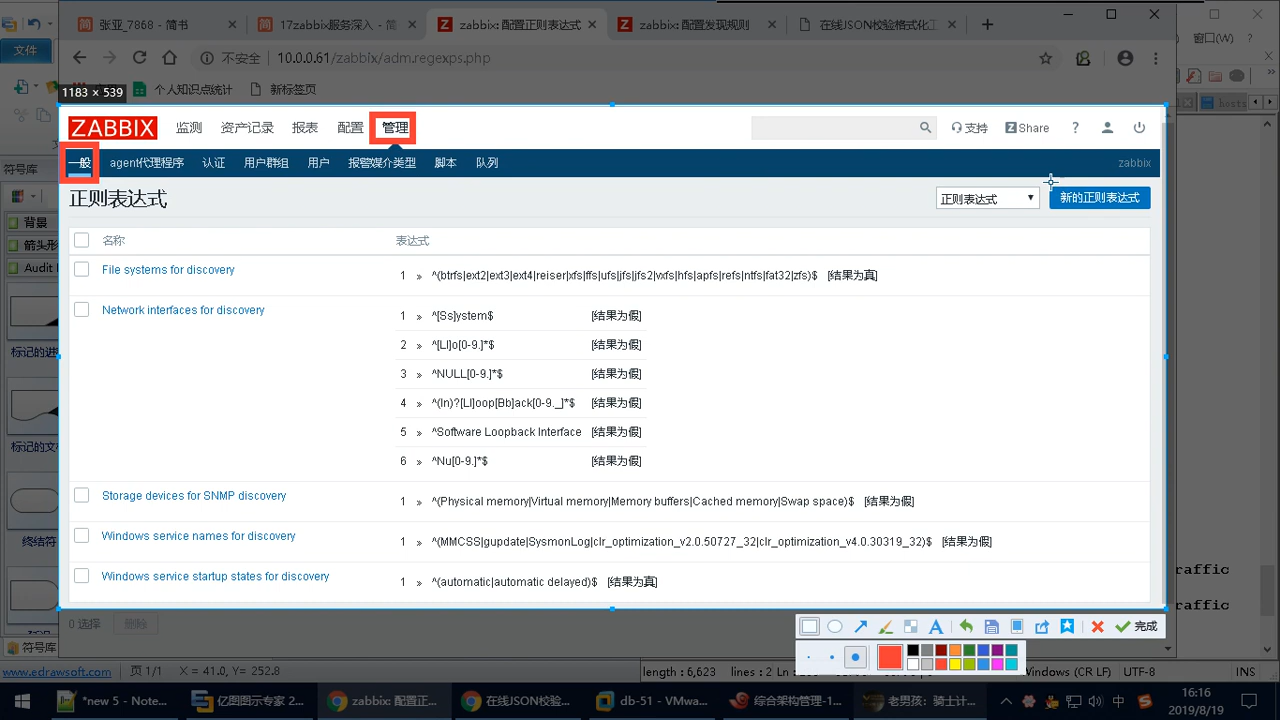 张亚_7868 - 简书
17zabbix服务深入 - 简
zabbix: 配置正则表达式
zabbix: 配置发现规则
在线JSON校验格式化工
文件
不安全
10.0.0.61/zabbix/adm.regexps.php
窗口(W)
?
1183 × 539
个人知识点统计
新标签页
hosts
ZABBIX
监测
资产记录
报表
配置
管理
支持
Share
?
一般
agent代理程序
认证
用户群组
用户
报警媒介类型
脚本
队列
zabbix
符号库
正则表达式
正则表达式
新的正则表达式
背景
箭头形
Audit
名称
表达式
File systems for discovery
1 » ^(btrfs|ext2|ext3|ext4|reiser|xfs|ffs|ufs|jfs|jfs2|vxfs|hfs|apfs|refs|ntfs|fat32|zfs)$ [结果为真]
Network interfaces for discovery
1 » ^[Ss]ystem$ [结果为假]
2 » ^[Ll]o[0-9.]*$ [结果为假]
标记的进
3 » ^NULL[0-9.]*$ [结果为假]
4 » ^(In)?[Ll]oop[Bb]ack[0-9._]*$ [结果为假]
5 » ^Software Loopback Interface [结果为假]
标记的文
6 » ^Nu[0-9.]*$ [结果为假]
Storage devices for SNMP discovery
1 » ^(Physical memory|Virtual memory|Memory buffers|Cached memory|Swap space)$ [结果为假]
Windows service names for discovery
1 » ^(MMCSS|gupdate|SysmonLog|clr_optimization_v2.0.50727_32|clr_optimization_v4.0.30319_32)$ [结果为假]
终结符
raffic
Windows service startup states for discovery
1 » ^(automatic|automatic delayed)$ [结果为真]
raffic
0 选择
删除
完成
符号库
www.edrawsoft.com
页 1/1
X = 41.0, Y= 252.8
length : 6,623
lines : 2
Windows (CR LF)
UTF-8
INS
*new 5 - Note...
亿图图示专家 2...
zabbix: 配置正...
在线JSON校验...
db-51 - VMwa...
综合架构管理-1...
老男孩：骑士计...
中
16:16
2019/8/19